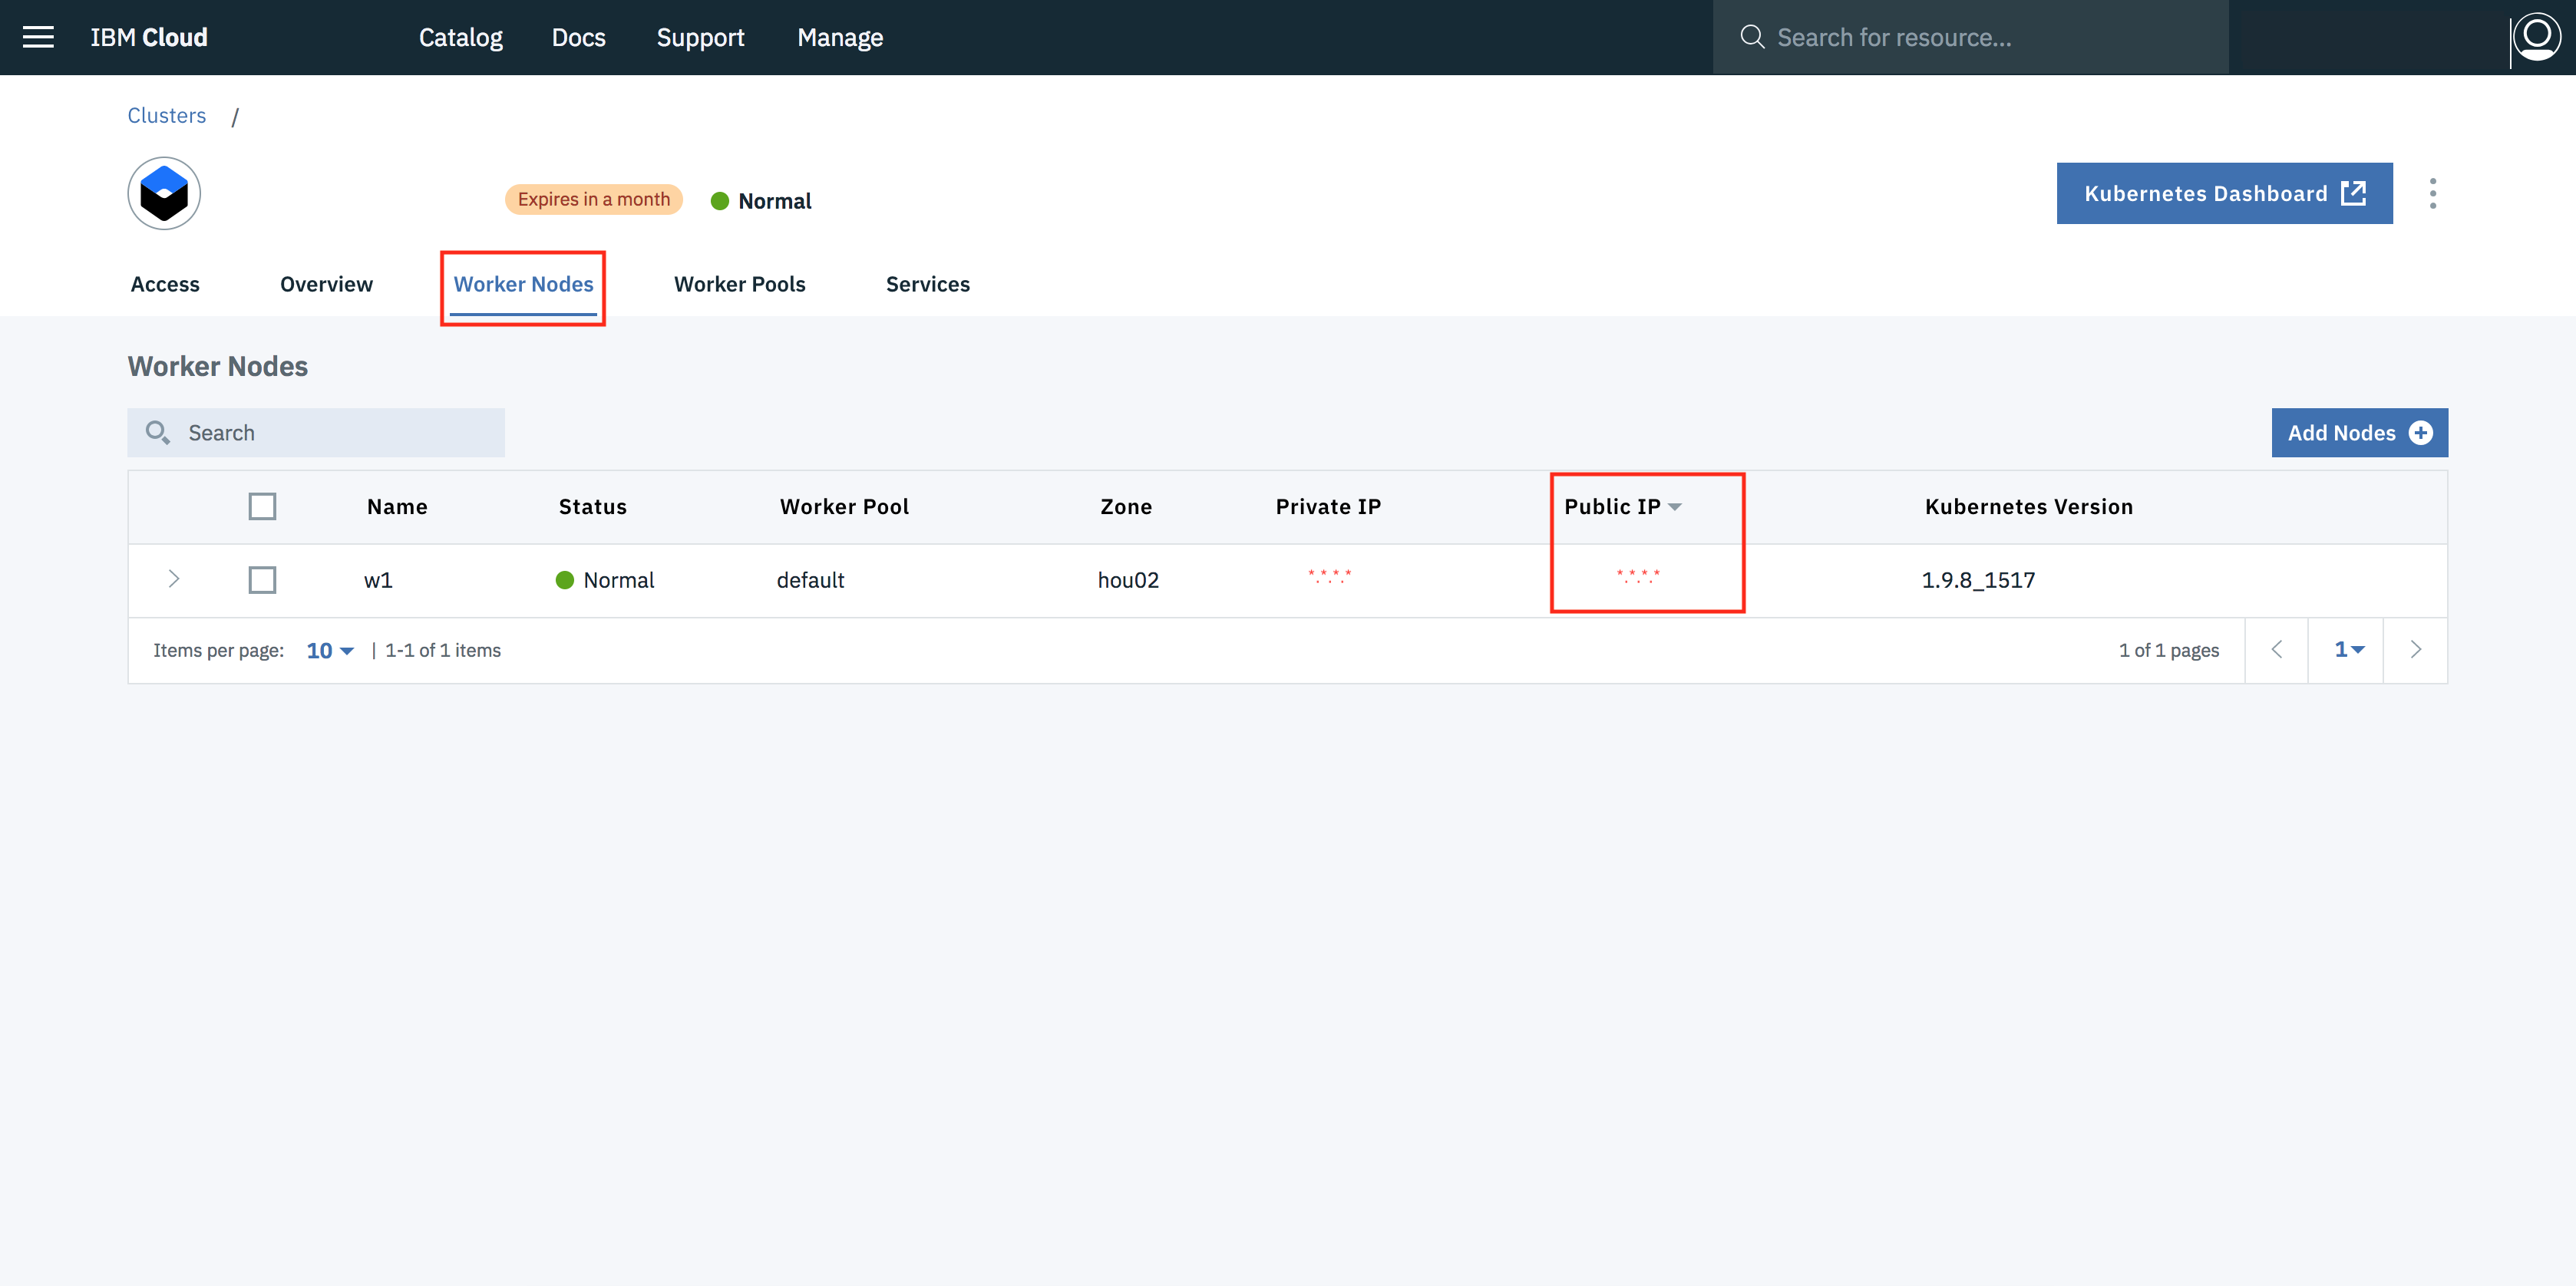 IBM Cloud Catalog Docs Support Manage Search for resource...
Clusters /
Expires in a month Normal Kubernetes Dashboard
Access Overview Worker Nodes Worker Pools Services
Worker Nodes
Search Add Nodes
Name Status Worker Pool Zone Private IP Public IP Kubernetes Version
w1 Normal default hou02 *.*.*.* *.*.*.* 1.9.8_1517
Items per page: 10 | 1-1 of 1 items 1 of 1 pages 1